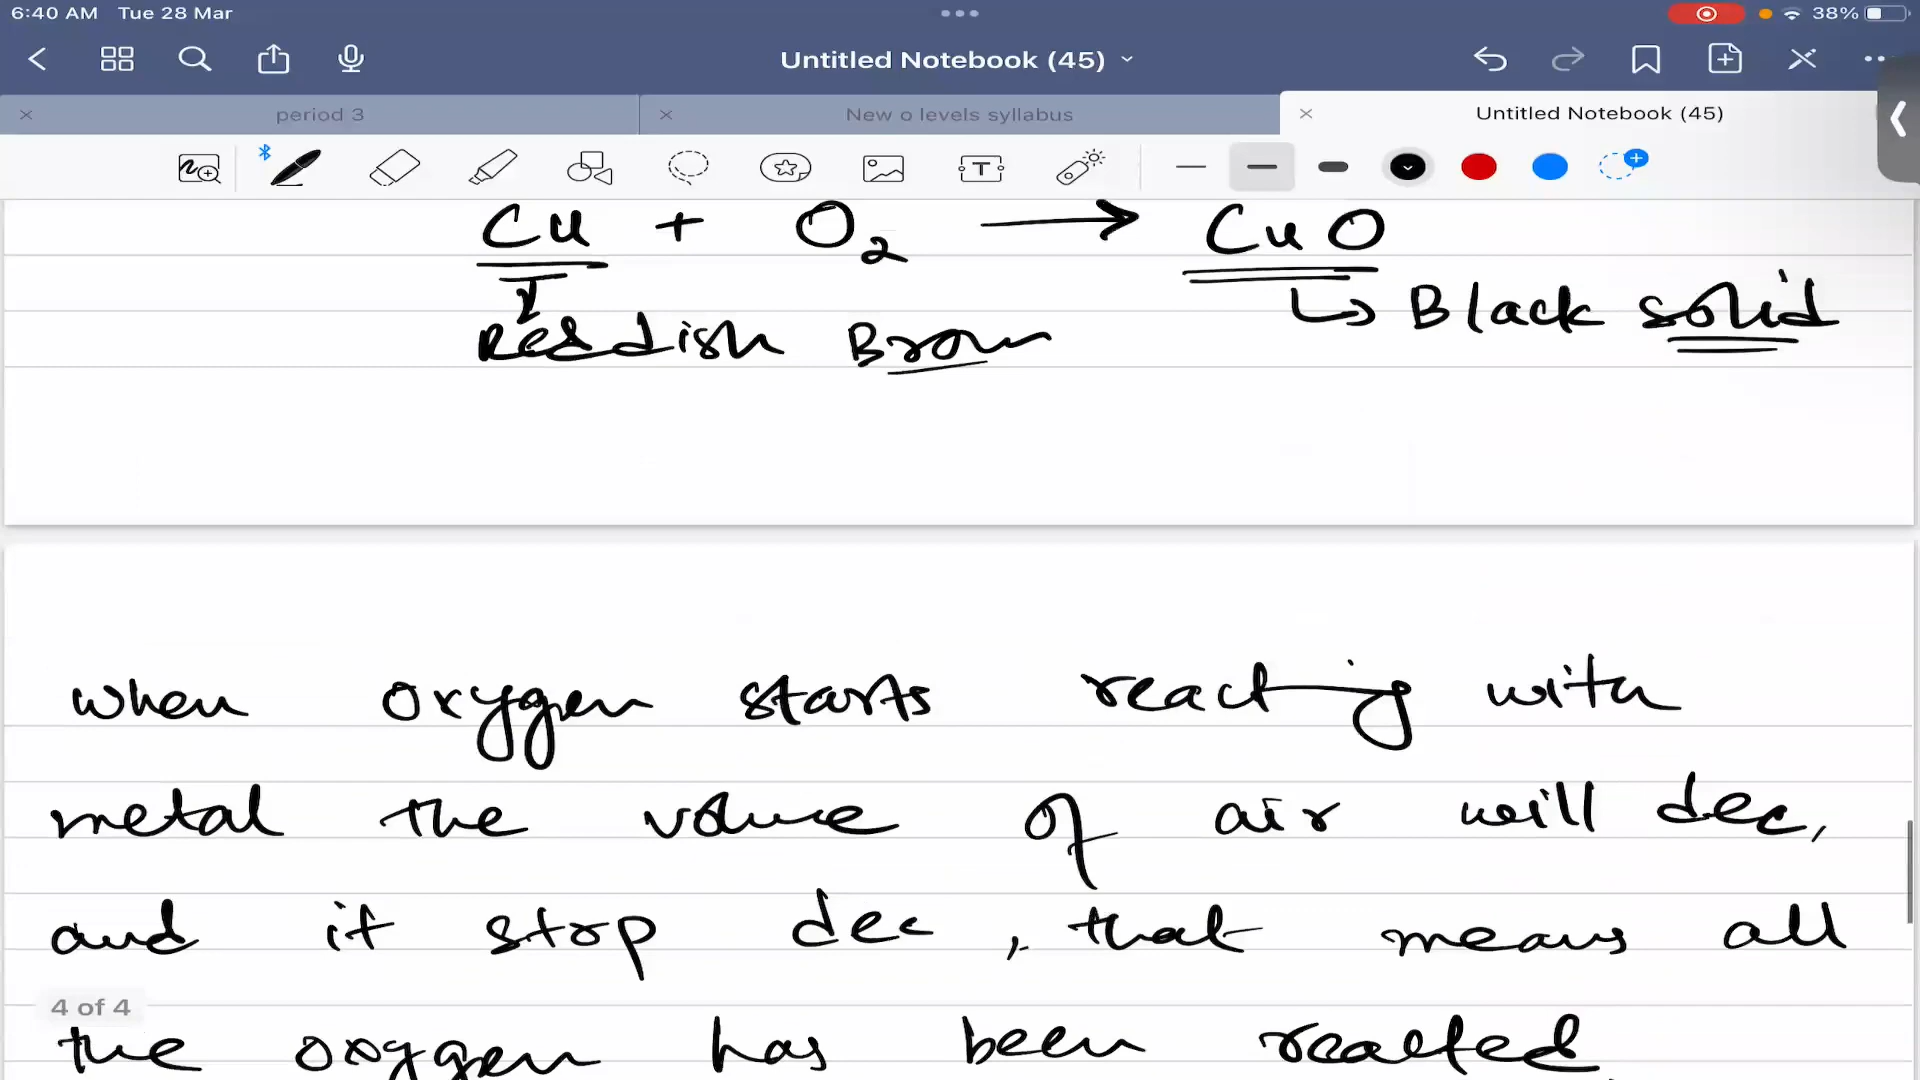 6:40 AM Tue 28 Mar
38%
Untitled Notebook (45)
period 3
New o levels syllabus
Untitled Notebook (45)
T
Cu + O2 → CuO
↳ Black solid
Reddish Brown
when oxygen starts reacting with
metal the volume of air will dec,
and it stop dec, that means all
4 of 4
the oxygen has been reacted.